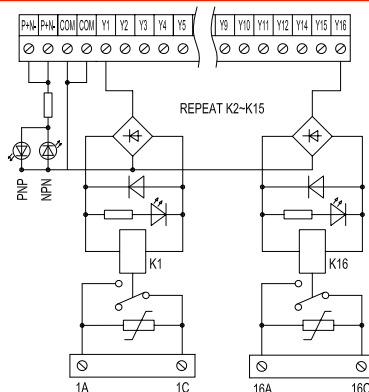 P+N- P+N- COM COM Y1 Y2 Y3 Y4 Y5 Y9 Y10 Y11 Y12 Y14 Y15 Y16
REPEAT K2~K15
PNP
NPN
K1
K16
1A 1C 16A 16C